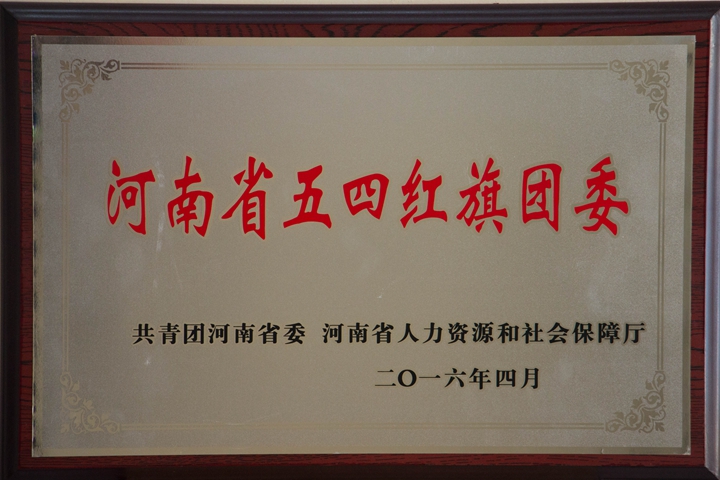 河南省五四红旗团委
共青团河南省委 河南省人力资源和社会保障厅
二〇一六年四月